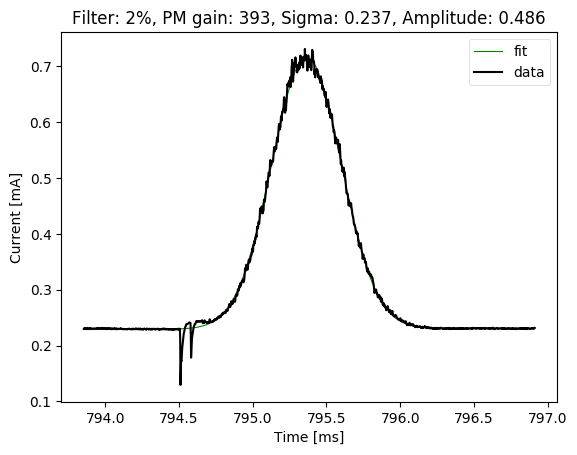 Filter: 2%, PM gain: 393, Sigma: 0.237, Amplitude: 0.486
fit
data
0.7
0.6
0.5
0.4
0.3
0.2
0.1
Current [mA]
794.0 794.5 795.0 795.5 796.0 796.5 797.0
Time [ms]